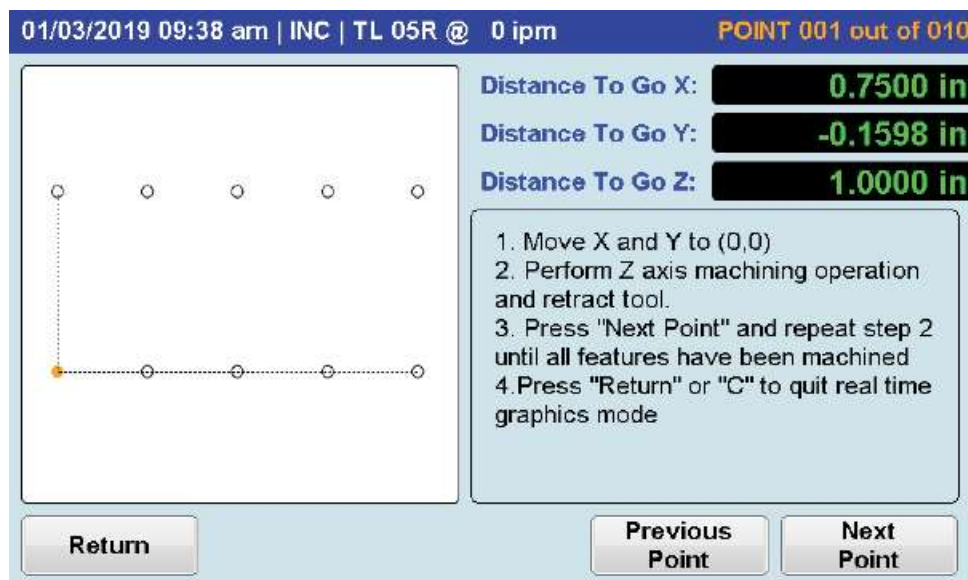 01/03/2019 09:38 am | INC | TL 05R @ 0 ipm POINT 001 out of 010
Distance To Go X: 0.7500 in
Distance To Go Y: -0.1598 in
Distance To Go Z: 1.0000 in
1. Move X and Y to (0,0)
2. Perform Z axis machining operation
and retract tool.
3. Press "Next Point" and repeat step 2
until all features have been machined
4.Press "Return" or "C" to quit real time
graphics mode
Return
Previous
Point
Next
Point